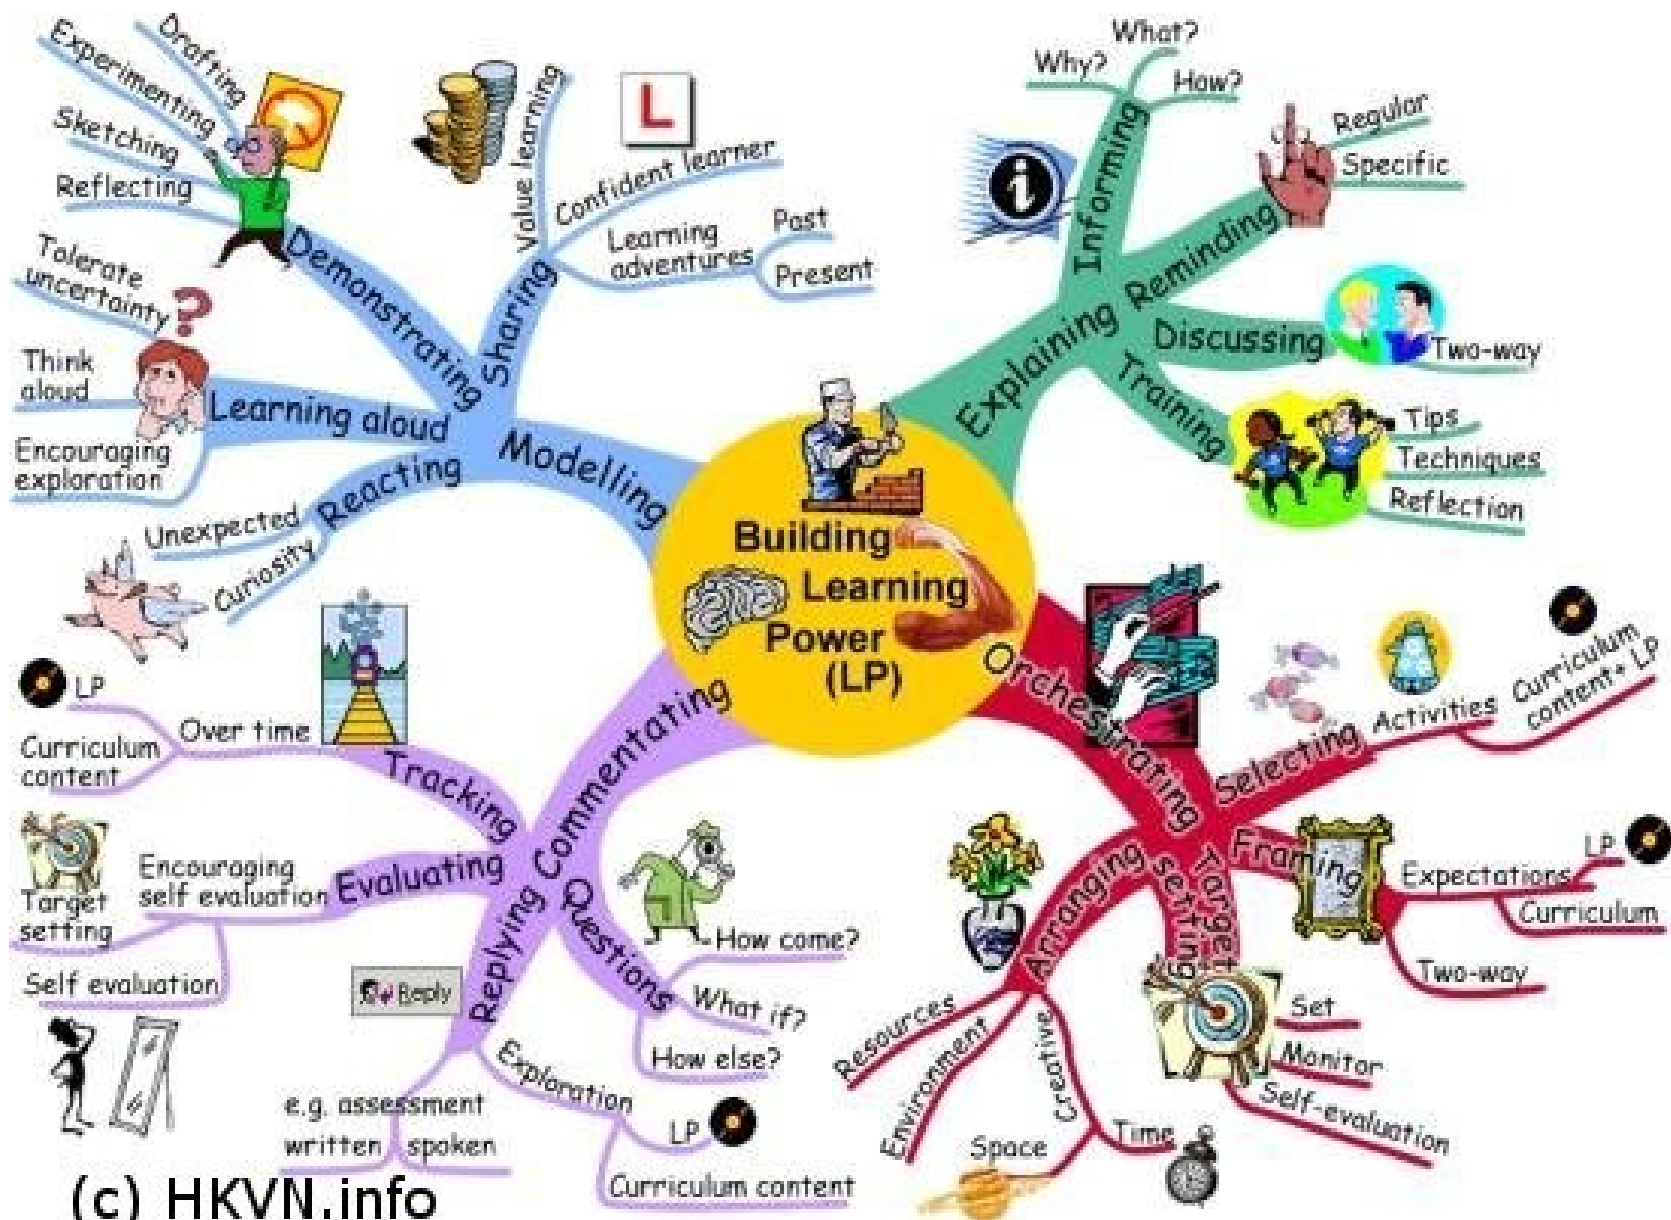 Building
Learning
Power
(LP)
Modelling
Demonstrating
Drafting
Experimenting
Sketching
Reflecting
Sharing
Value learning
L
Confident learner
Learning
adventures
Past
Present
Learning aloud
Tolerate
uncertainty
?
Think
aloud
Encouraging
exploration
Reacting
Unexpected
Curiosity
Explaining
Informing
i
Why?
What?
How?
Reminding
Regular
Specific
Discussing
Two-way
Training
Tips
Techniques
Reflection
Orchestrating
Selecting
Activities
Curriculum
content+ LP
Framing
Expectations
LP
Curriculum
Two-way
Target
setting
Set
Monitor
Self-evaluation
Arranging
Resources
Environment
Creative
Space
Time
Commentating
Tracking
Over time
LP
Curriculum
content
Evaluating
Encouraging
self evaluation
Target
setting
Self evaluation
Replying
Reply
e.g. assessment
written
spoken
Exploration
LP
Curriculum content
Questions
How come?
What if?
How else?
(c) HKVN.info